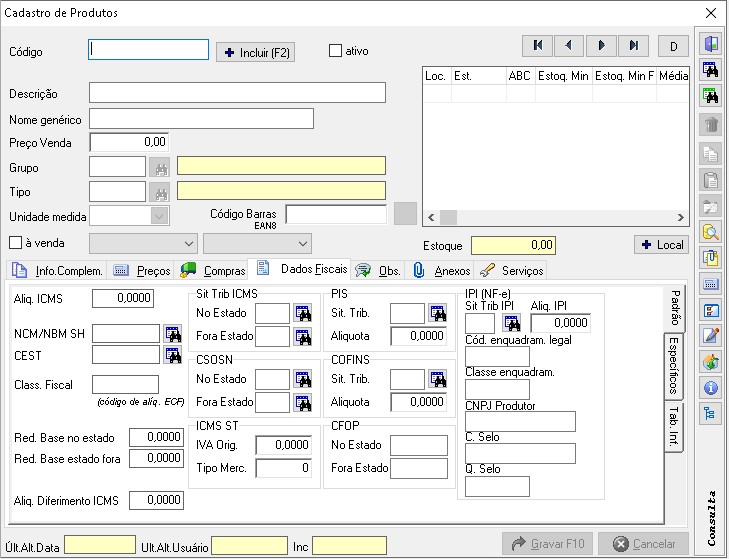 Cadastro de Produtos
Código
Incluir (F2)
ativo
D
Loc. Est. ABC Estoq. Min Estoq. Min F Média
Descrição
Nome genérico
Preço Venda 0,00
Grupo
Tipo
Unidade medida
Código Barras
EAN8
à venda
Estoque 0,00
Local
Info.Complem. Preços Compras Dados Fiscais Obs. Anexos Serviços
Aliq. ICMS 0,0000
NCM/NBM SH
CEST
Class. Fiscal
(código de alíq. ECF)
Red. Base no estado 0,0000
Red. Base estado fora 0,0000
Aliq. Diferimento ICMS 0,0000
Sit Trib ICMS
No Estado
Fora Estado
CSOSN
No Estado
Fora Estado
ICMS ST
IVA Orig. 0,0000
Tipo Merc. 0
PIS
Sit. Trib.
Aliquota 0,0000
COFINS
Sit. Trib.
Aliquota 0,0000
CFOP
No Estado
Fora Estado
IPI (NF-e)
Sit Trib IPI Aliq. IPI
0,0000
Cód. enquadram. legal
Classe enquadram.
CNPJ Produtor
C. Selo
Q. Selo
Padrão
Específicos
Tab. Inf.
Consulta
Últ.Alt.Data Ult.Alt.Usuário Inc
Gravar F10 Cancelar